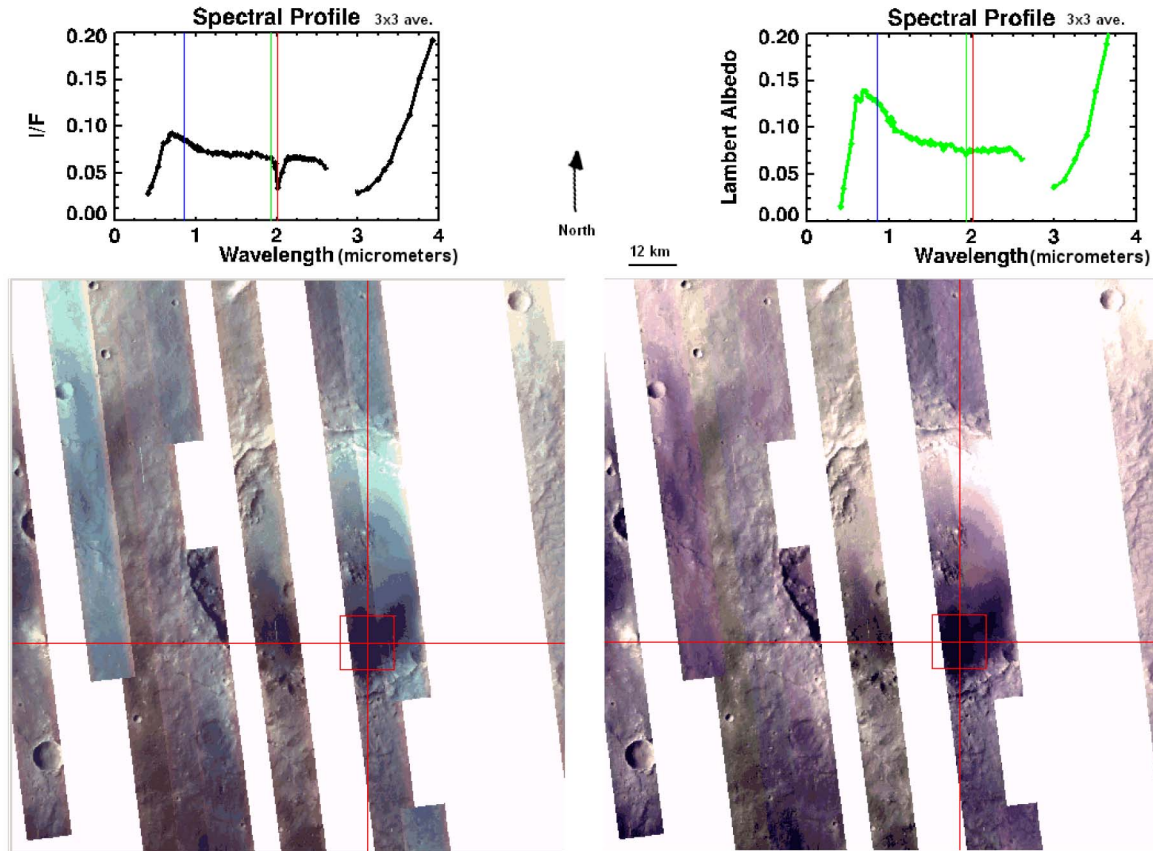 Spectral Profile 3x3 ave.
0.20
0.15
0.10
0.05
0.00
I/F
0 1 2 3 4
Wavelength (micrometers)
North
12 km
Spectral Profile 3x3 ave.
0.20
0.15
0.10
0.05
0.00
Lambert Albedo
0 1 2 3 4
Wavelength (micrometers)